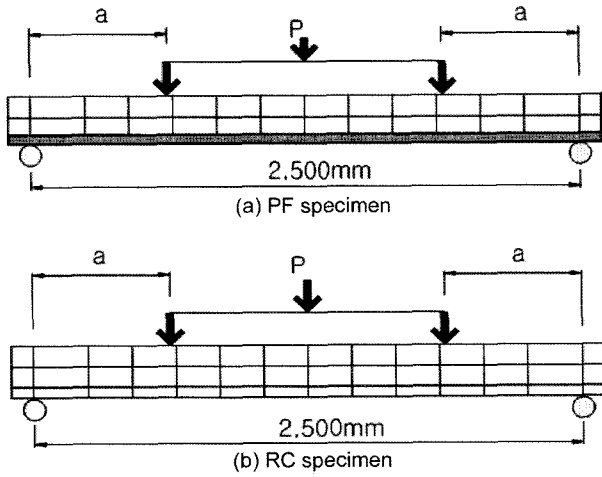 a P a
2,500mm
(a) PF specimen
a P a
2,500mm
(b) RC specimen